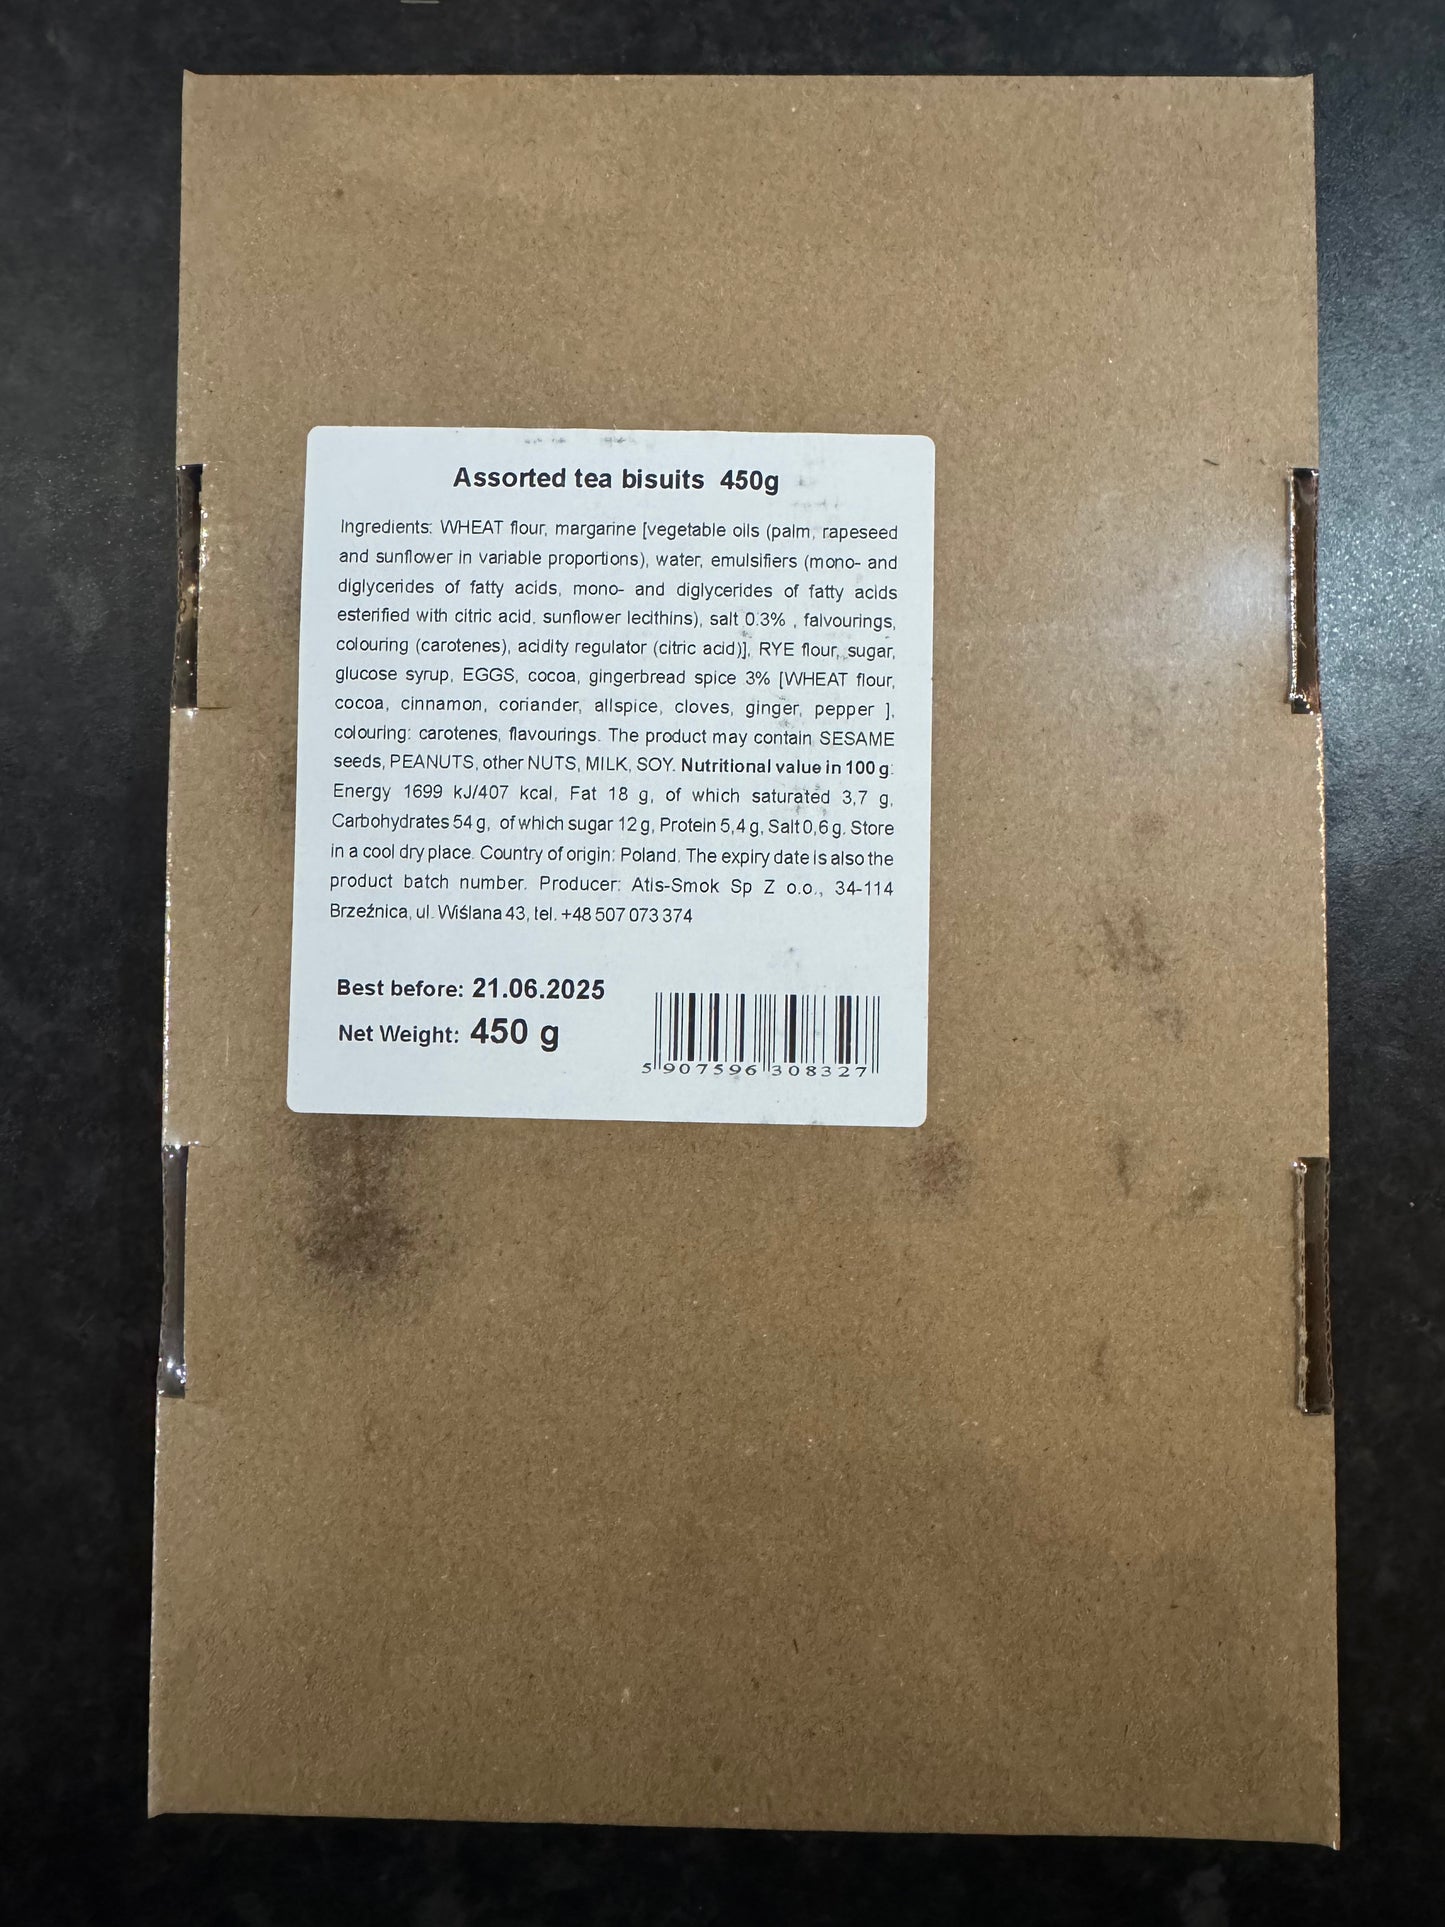 Assorted tea bisuits 450g
Ingredients: WHEAT flour, margarine [vegetable oils (palm, rapeseed
and sunflower in variable proportions), water, emulsifiers (mono- and
diglycerides of fatty acids, mono- and diglycerides of fatty acids
esterified with citric acid, sunflower lecithins), salt 0.3% , falvourings,
colouring (carotenes), acidity regulator (citric acid)], RYE flour, sugar,
glucose syrup, EGGS, cocoa, gingerbread spice 3% [WHEAT flour,
cocoa, cinnamon, coriander, allspice, cloves, ginger, pepper ],
colouring: carotenes, flavourings. The product may contain SESAME
seeds, PEANUTS, other NUTS, MILK, SOY. Nutritional value in 100 g:
Energy 1699 kJ/407 kcal, Fat 18 g, of which saturated 3,7 g,
Carbohydrates 54 g, of which sugar 12 g, Protein 5,4 g, Salt 0,6 g. Store
in a cool dry place. Country of origin: Poland. The expiry date is also the
product batch number. Producer: Atis-Smok Sp Z o.o., 34-114
Brzeźnica, ul. Wiślana 43, tel. +48 507 073 374
Best before: 21.06.2025
Net Weight: 450 g
5 907596 308327